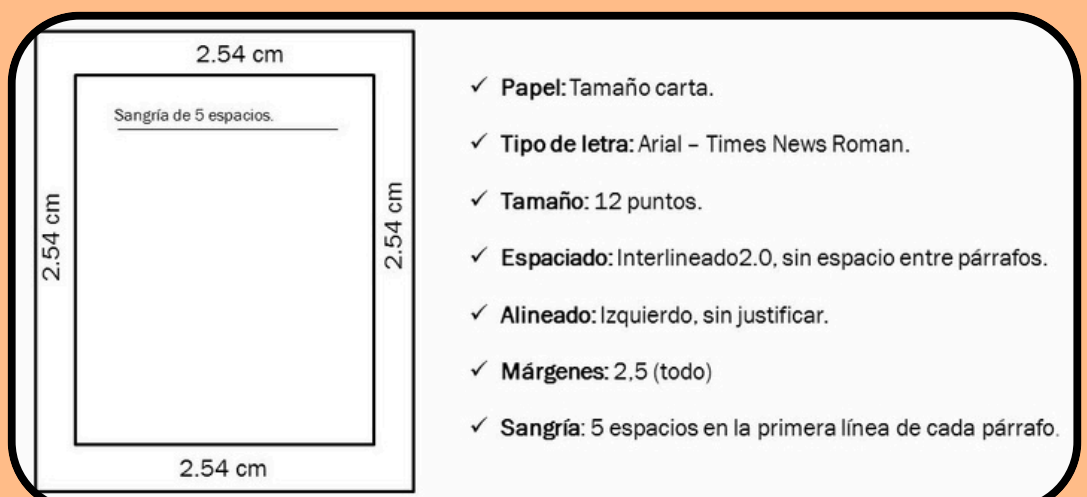 2.54 cm
Sangría de 5 espacios.
2.54 cm
2.54 cm
2.54 cm
✓ Papel: Tamaño carta.
✓ Tipo de letra: Arial – Times News Roman.
✓ Tamaño: 12 puntos.
✓ Espaciado: Interlineado2.0, sin espacio entre párrafos.
✓ Alineado: Izquierdo, sin justificar.
✓ Márgenes: 2,5 (todo)
✓ Sangría: 5 espacios en la primera línea de cada párrafo.